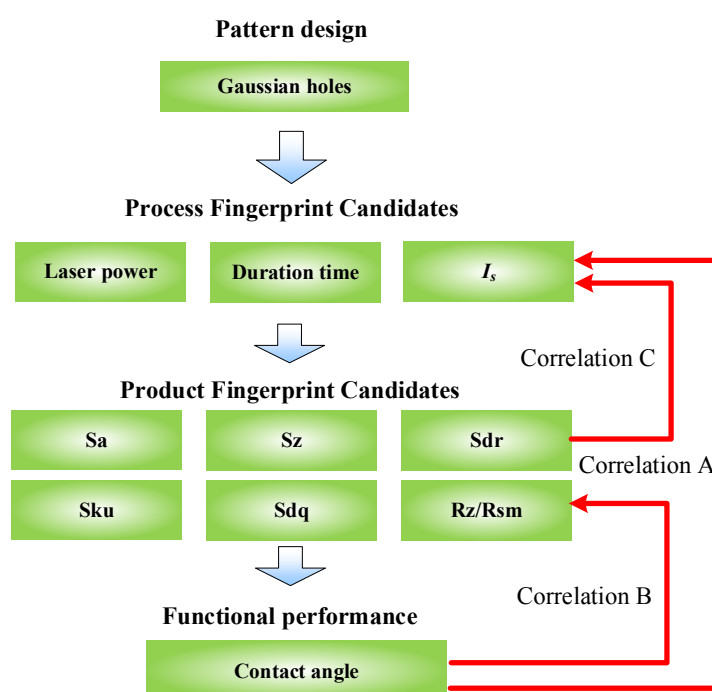 Pattern design
Gaussian holes
Process Fingerprint Candidates
Laser power
Duration time
Is
Correlation C
Product Fingerprint Candidates
Sa
Sz
Sdr
Correlation A
Sku
Sdq
Rz/Rsm
Correlation B
Functional performance
Contact angle